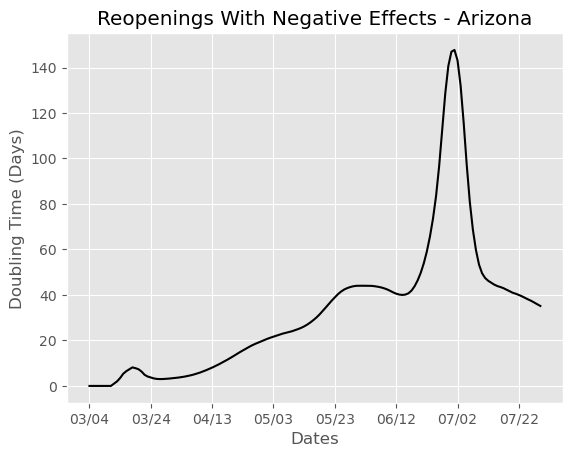 Reopenings With Negative Effects - Arizona
Doubling Time (Days)
140
120
100
80
60
40
20
0
03/04 03/24 04/13 05/03 05/23 06/12 07/02 07/22
Dates